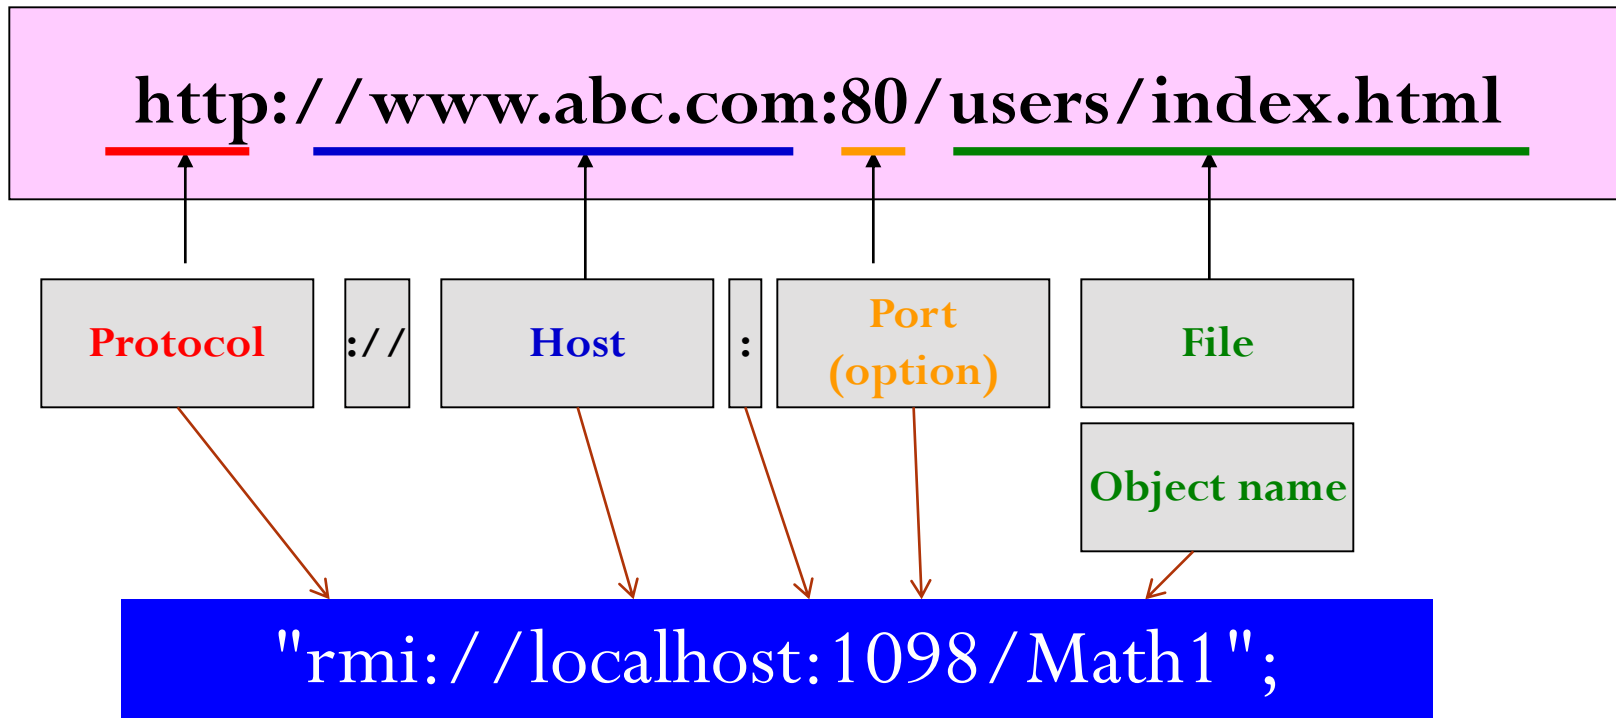 http://www.abc.com:80/users/index.html
Protocol
://
Host
:
Port
(option)
File
Object name
"rmi://localhost:1098/Math1";